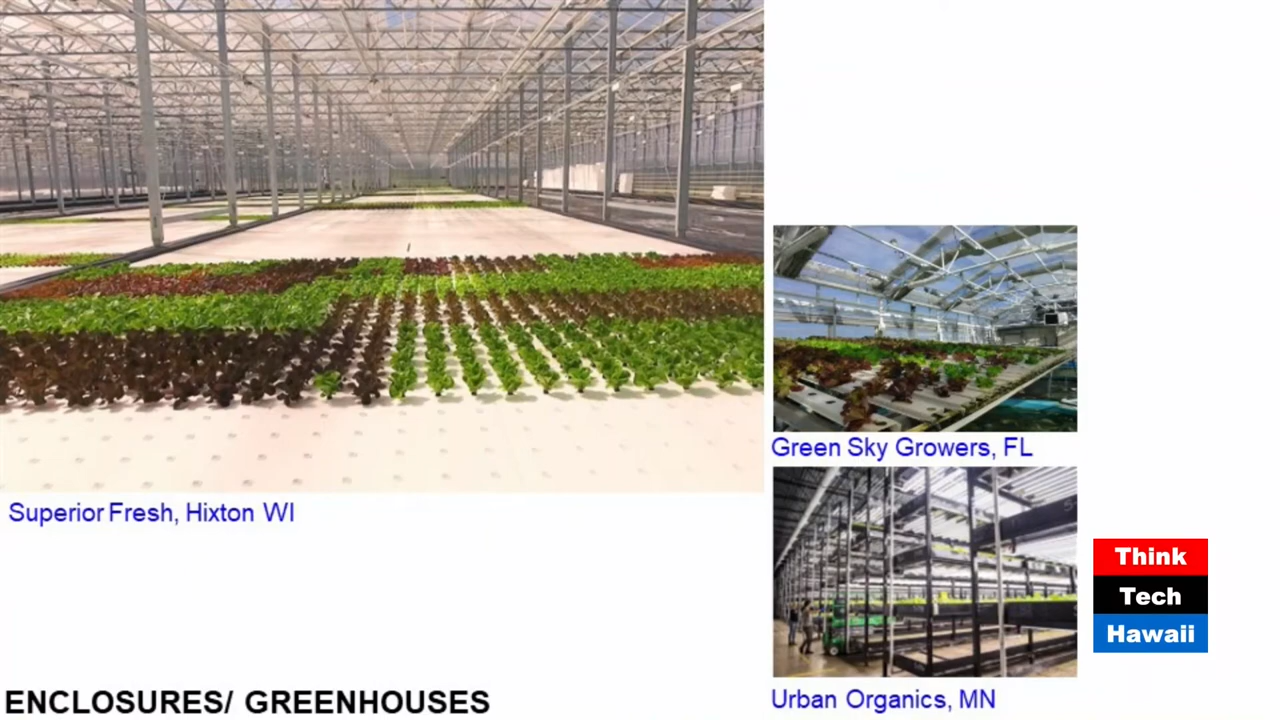 Superior Fresh, Hixton WI
Green Sky Growers, FL
Urban Organics, MN
Think
Tech
Hawaii
ENCLOSURES/ GREENHOUSES